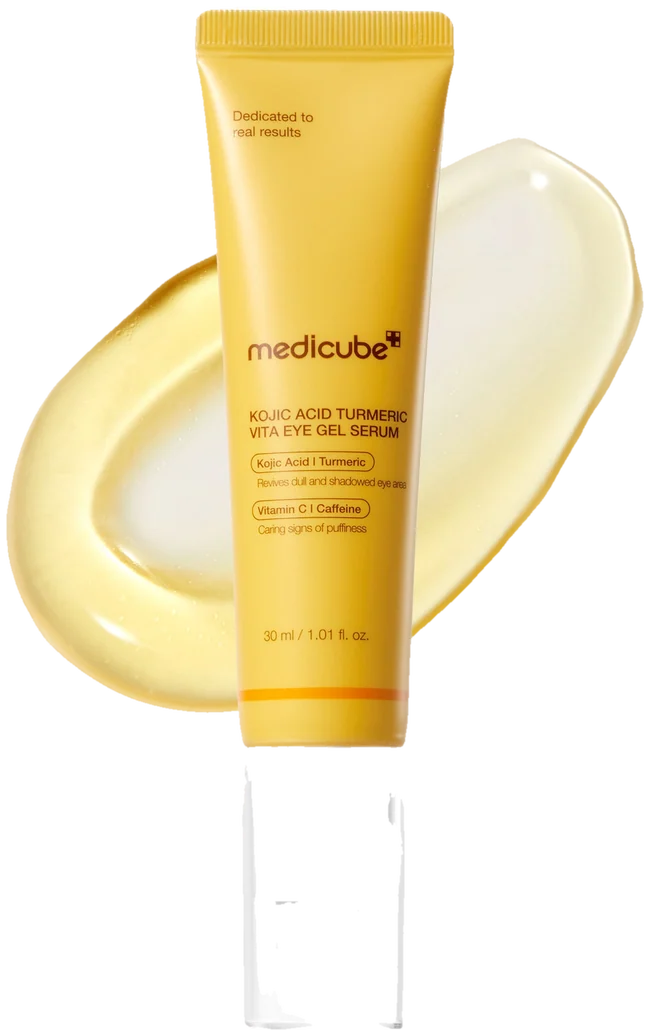 Dedicated to
real results
medicube
KOJIC ACID TURMERIC
VITA EYE GEL SERUM
Kojic Acid | Turmeric
Revives dull and shadowed eye area
Vitamin C | Caffeine
Caring signs of puffiness
30 ml / 1.01 fl. oz.